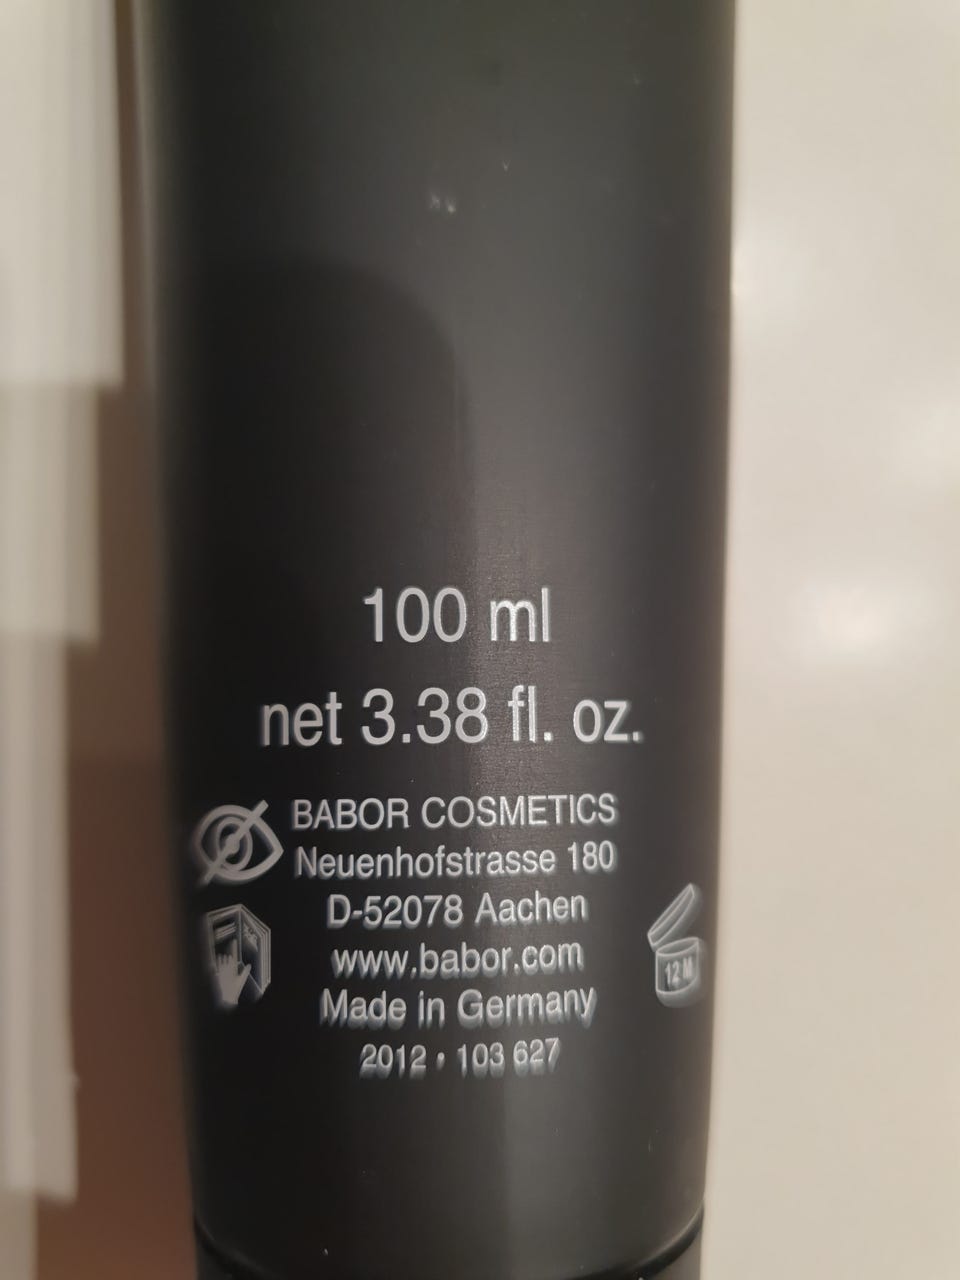 100 ml
net 3.38 fl. oz.
BABOR COSMETICS
Neuenhofstrasse 180
D-52078 Aachen
www.babor.com
Made in Germany
2012 • 103 627
12 M